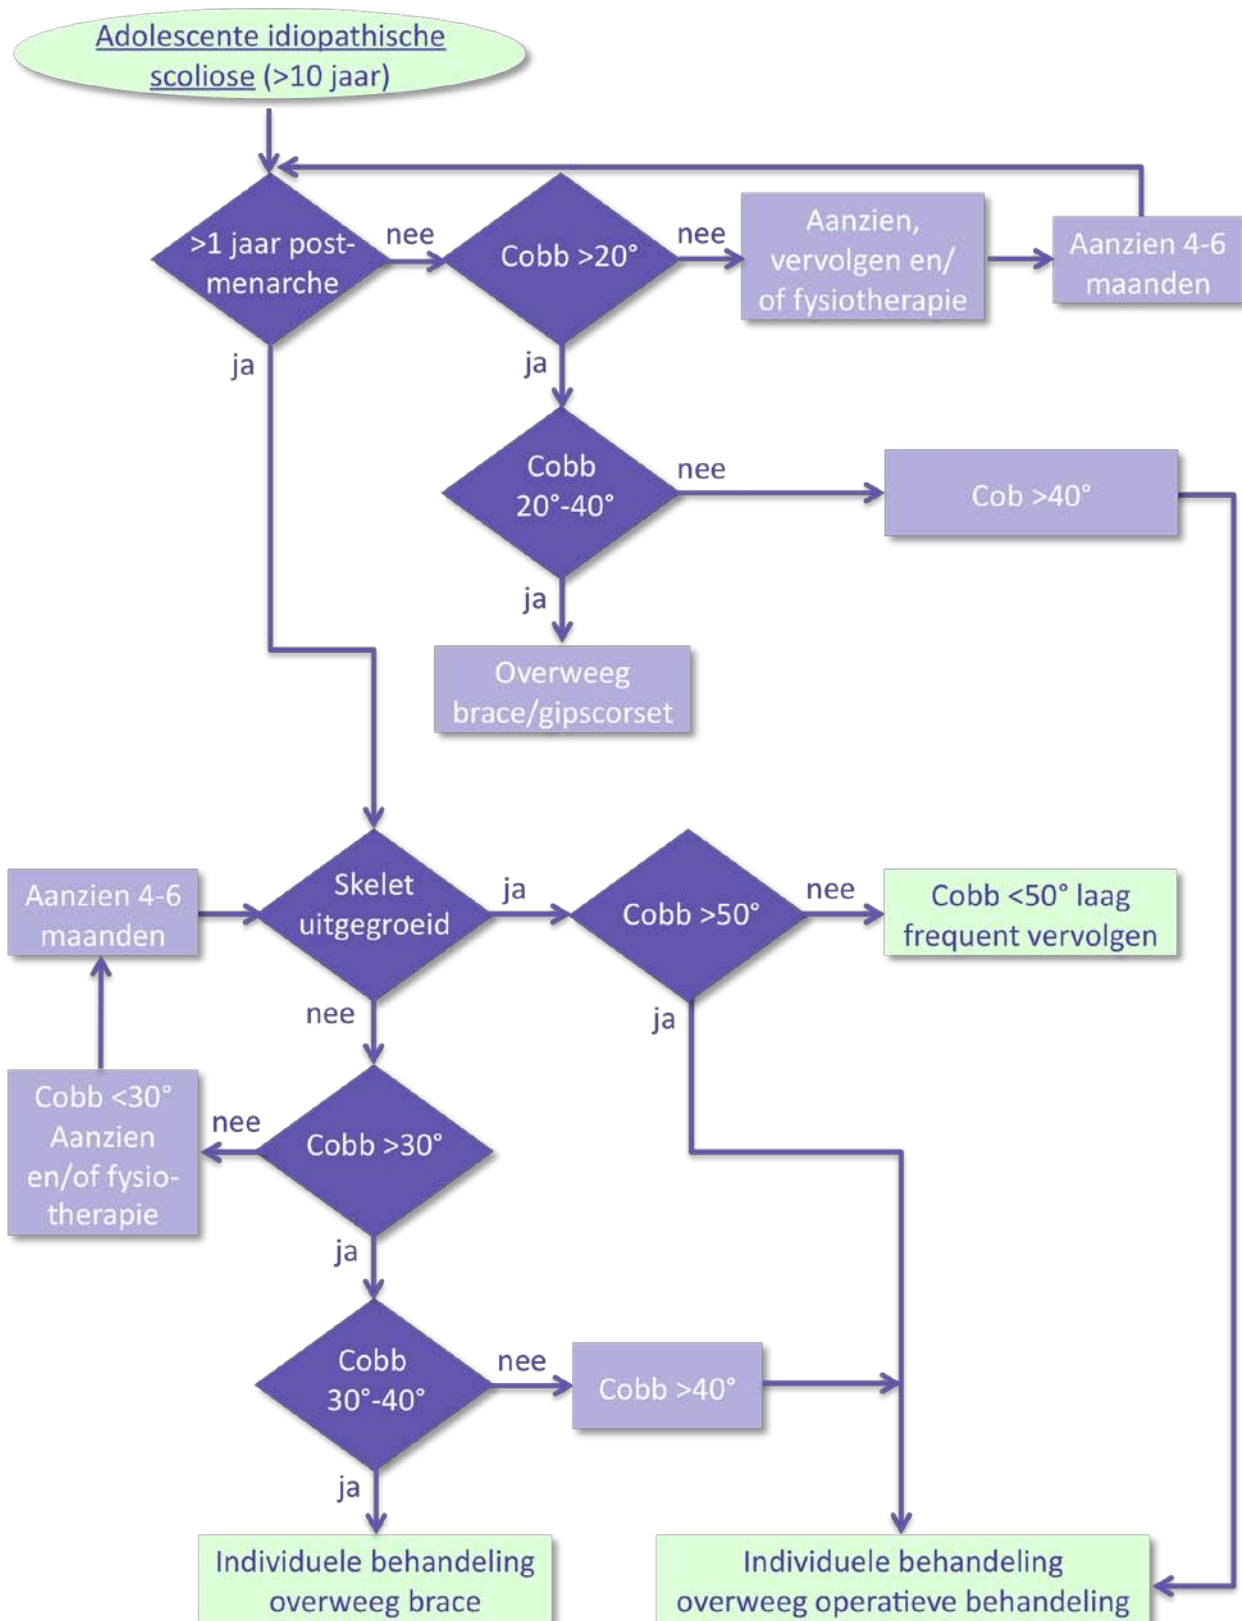 Adolescente idiopathische
scoliose (>10 jaar)
>1 jaar post-
menarche
nee
Cobb >20°
nee
Aanzien,
vervolgen en/
of fysiotherapie
Aanzien 4-6
maanden
ja
ja
Cobb
20°-40°
nee
Cob >40°
ja
Overweeg
brace/gipscorset
Aanzien 4-6
maanden
Skelet
uitgegroeid
ja
Cobb >50°
nee
Cobb <50° laag
frequent vervolgen
nee
ja
Cobb <30°
Aanzien
en/of fysio-
therapie
nee
Cobb >30°
ja
Cobb
30°-40°
nee
Cobb >40°
ja
Individuele behandeling
overweeg brace
Individuele behandeling
overweeg operatieve behandeling